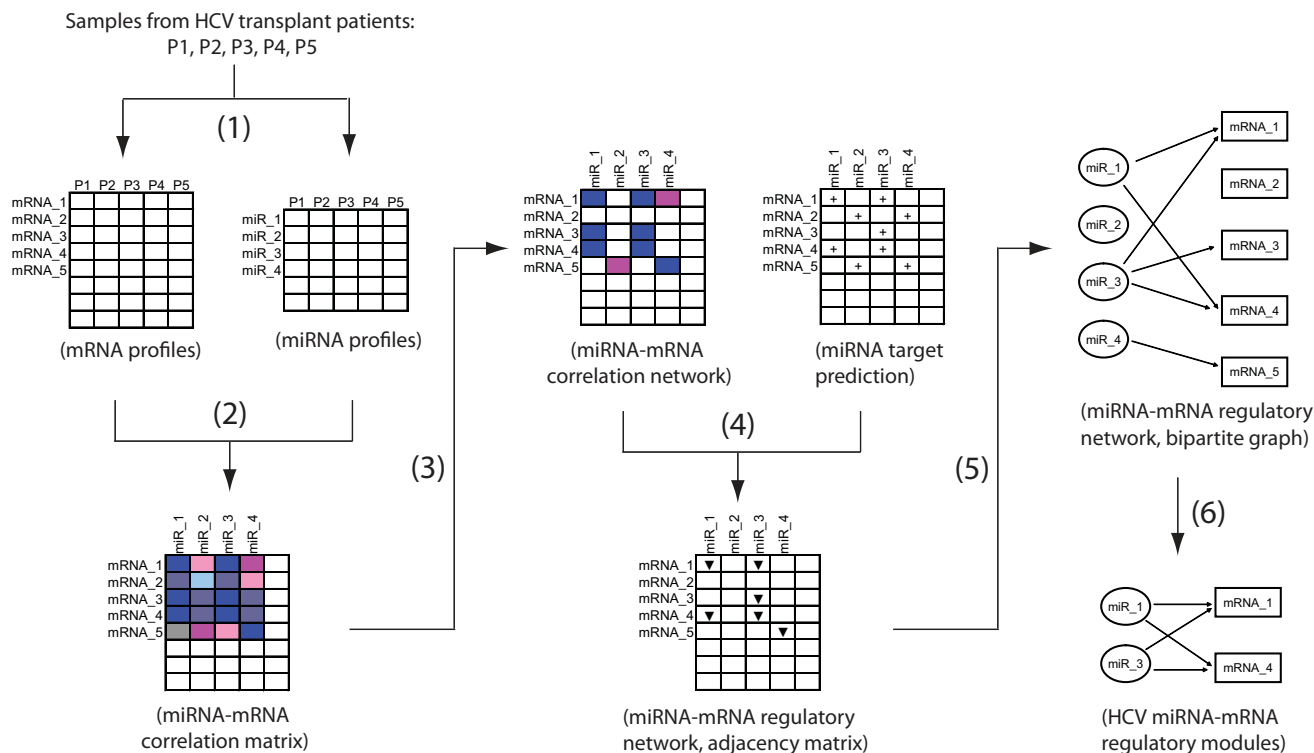 Samples from HCV transplant patients:
P1, P2, P3, P4, P5
(1)
P1 P2 P3 P4 P5
mRNA_1
mRNA_2
mRNA_3
mRNA_4
mRNA_5
(mRNA profiles)
P1 P2 P3 P4 P5
miR_1
miR_2
miR_3
miR_4
(miRNA profiles)
(2)
miR_1
miR_2
miR_3
miR_4
mRNA_1
mRNA_2
mRNA_3
mRNA_4
mRNA_5
(miRNA-mRNA
correlation matrix)
(3)
miR_1
miR_2
miR_3
miR_4
mRNA_1
mRNA_2
mRNA_3
mRNA_4
mRNA_5
(miRNA-mRNA
correlation network)
miR_1
miR_2
miR_3
miR_4
mRNA_1 + +
mRNA_2 + +
mRNA_3 +
mRNA_4 + +
mRNA_5 + +
(miRNA target
prediction)
(4)
miR_1
miR_2
miR_3
miR_4
mRNA_1
mRNA_2
mRNA_3
mRNA_4
mRNA_5
(miRNA-mRNA regulatory
network, adjacency matrix)
(5)
miR_1
miR_2
miR_3
miR_4
mRNA_1
mRNA_2
mRNA_3
mRNA_4
mRNA_5
(miRNA-mRNA regulatory
network, bipartite graph)
(6)
miR_1
miR_3
mRNA_1
mRNA_4
(HCV miRNA-mRNA
regulatory modules)